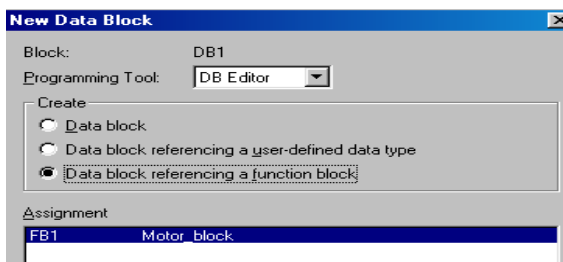 New Data Block
Block: DB1
Programming Tool: DB Editor
Create
Data block
Data block referencing a user-defined data type
Data block referencing a function block
Assignment
FB1 Motor_block